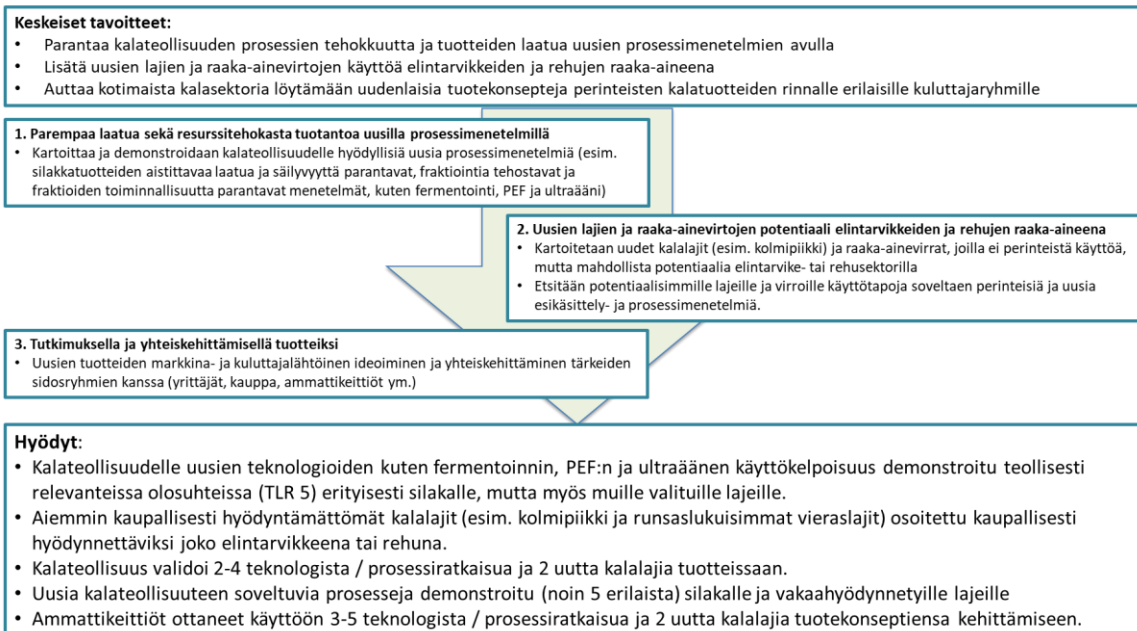 Keskeiset tavoitteet:
• Parantaa kalateollisuuden prosessien tehokkuutta ja tuotteiden laatua uusien prosessimenetelmien avulla
• Lisätä uusien lajien ja raaka-ainevirtojen käyttöä elintarvikkeiden ja rehujen raaka-aineena
• Auttaa kotimaista kalasektoria löytämään uudenlaisia tuotekonsepteja perinteisten kalatuotteiden rinnalle erilaisille kuluttajaryhmille
1. Parempaa laatua sekä resurssitehokasta tuotantoa uusilla prosessimenetelmillä
• Kartoittaa ja demonstroidaan kalateollisuudelle hyödyllisiä uusia prosessimenetelmiä (esim.
silakkatuotteiden aistittavaa laatua ja säilyvyyttä parantavat, fraktiointia tehostavat ja
fraktioiden toiminnallisuutta parantavat menetelmät, kuten fermentointi, PEF ja ultraääni)
2. Uusien lajien ja raaka-ainevirtojen potentiaali elintarvikkeiden ja rehujen raaka-aineena
• Kartoitetaan uudet kalalajit (esim. kolmipiikki) ja raaka-ainevirrat, joilla ei perinteistä käyttöä,
mutta mahdollista potentiaalia elintarvike- tai rehusektorilla
• Etsitään potentiaalisimmille lajeille ja virroille käyttötapoja soveltaen perinteisiä ja uusia
esikäsittely- ja prosessimenetelmiä.
3. Tutkimuksella ja yhteiskehittämisellä tuotteiksi
• Uusien tuotteiden markkina- ja kuluttajalähtöinen ideoiminen ja yhteiskehittäminen tärkeiden
sidosryhmien kanssa (yrittäjät, kauppa, ammattikeittiöt ym.)
Hyödyt:
• Kalateollisuudelle uusien teknologioiden kuten fermentoinnin, PEF:n ja ultraäänen käyttökelpoisuus demonstroitu teollisesti
relevanteissa olosuhteissa (TLR 5) erityisesti silakalle, mutta myös muille valituille lajeille.
• Aiemmin kaupallisesti hyödyntämättömät kalalajit (esim. kolmipiikki ja runsaslukuisimmat vieraslajit) osoitettu kaupallisesti
hyödynnettäviksi joko elintarvikkeena tai rehuna.
• Kalateollisuus validoi 2-4 teknologista / prosessiratkaisua ja 2 uutta kalalajia tuotteissaan.
• Uusia kalateollisuuteen soveltuvia prosesseja demonstroitu (noin 5 erilaista) silakalle ja vakaahyödynnetyille lajeille
• Ammattikeittiöt ottaneet käyttöön 3-5 teknologista / prosessiratkaisua ja 2 uutta kalalajia tuotekonseptiensa kehittämiseen.